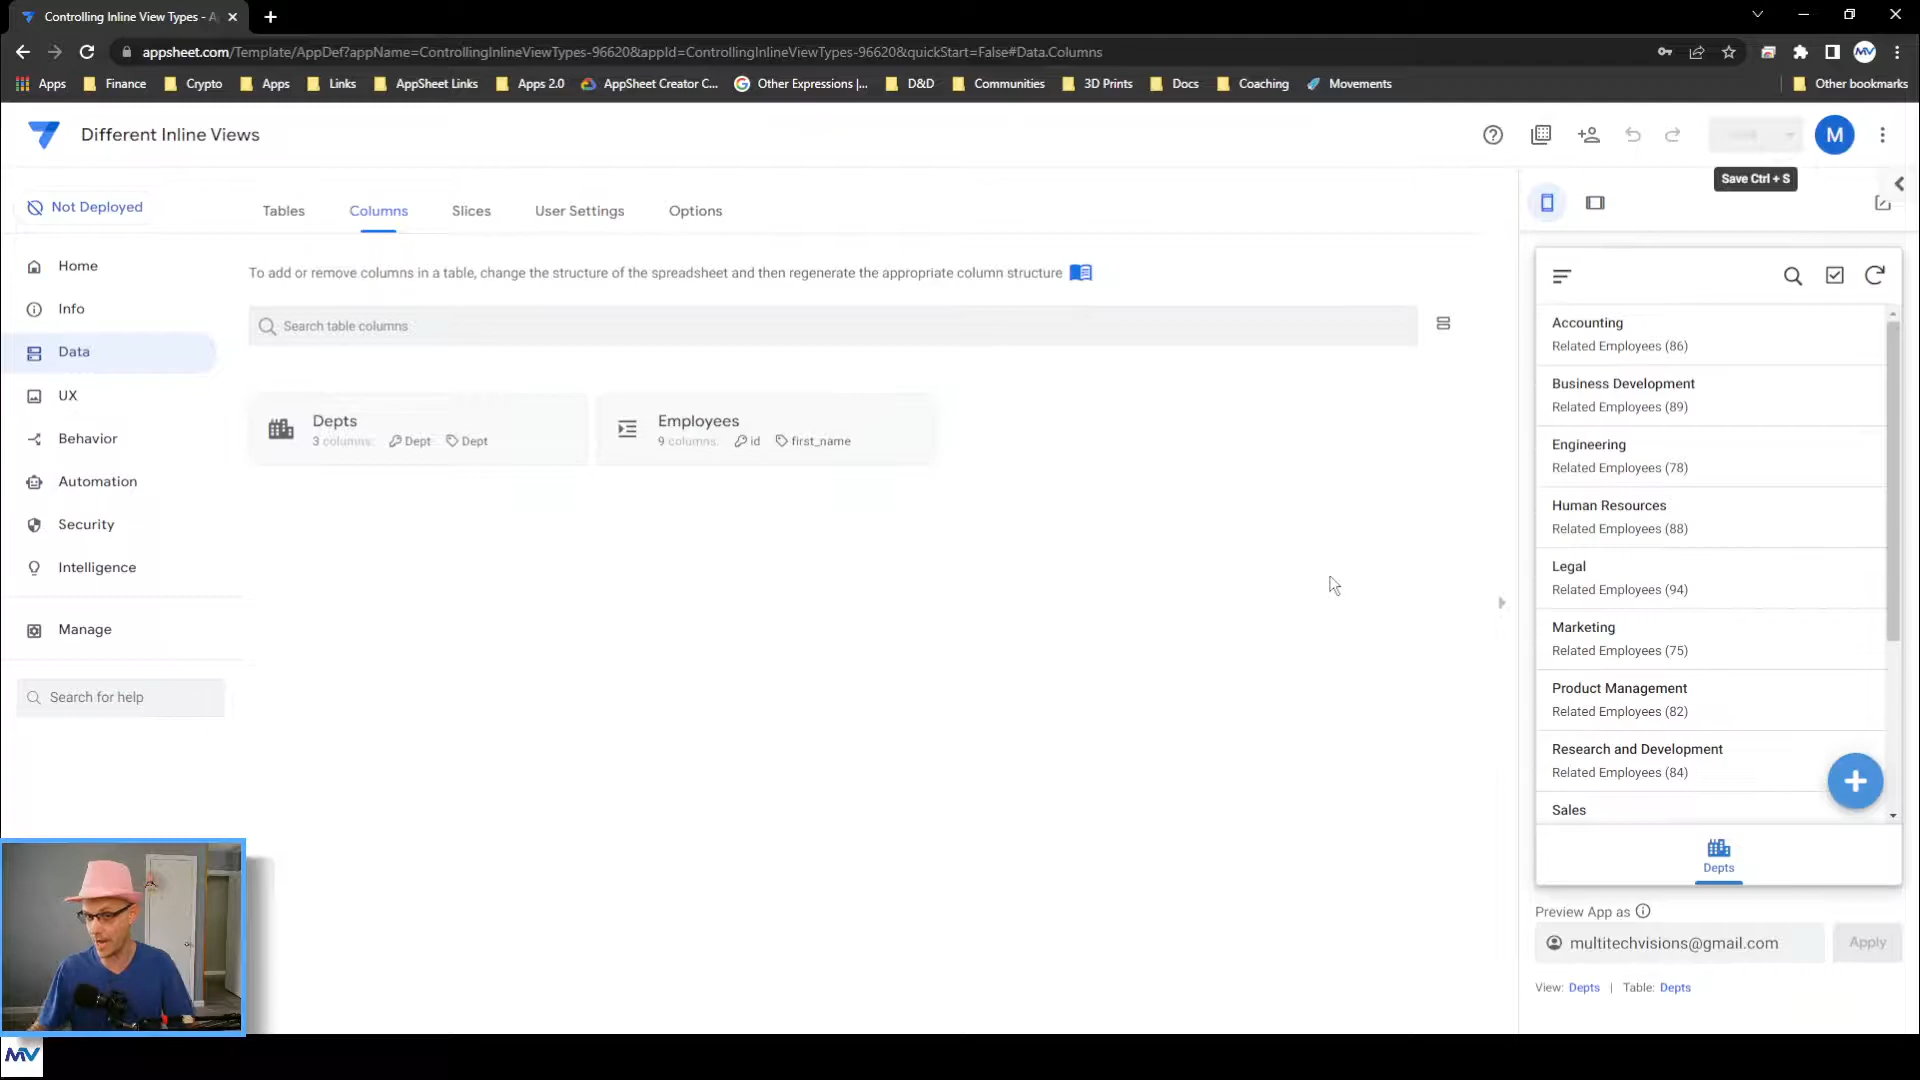 Controlling Inline View Types - A
appsheet.com/Template/AppDef?appName=ControllingInlineViewTypes-96620&appId=ControllingInlineViewTypes-96620&quickStart=False#Data.Columns
MV
Apps
Finance
Crypto
Apps
Links
AppSheet Links
Apps 2.0
AppSheet Creator C...
Other Expressions |...
D&D
Communities
3D Prints
Docs
Coaching
Movements
Other bookmarks
Different Inline Views
M
Save Ctrl + S
Not Deployed
Home
Info
Data
UX
Behavior
Automation
Security
Intelligence
Manage
Search for help
Tables
Columns
Slices
User Settings
Options
To add or remove columns in a table, change the structure of the spreadsheet and then regenerate the appropriate column structure
Search table columns
Depts
3 columns: Dept Dept
Employees
9 columns: id first_name
Accounting
Related Employees (86)
Business Development
Related Employees (89)
Engineering
Related Employees (78)
Human Resources
Related Employees (88)
Legal
Related Employees (94)
Marketing
Related Employees (75)
Product Management
Related Employees (82)
Research and Development
Related Employees (84)
Sales
Depts
Preview App as
multitechvisions@gmail.com
Apply
View: Depts | Table: Depts
MV